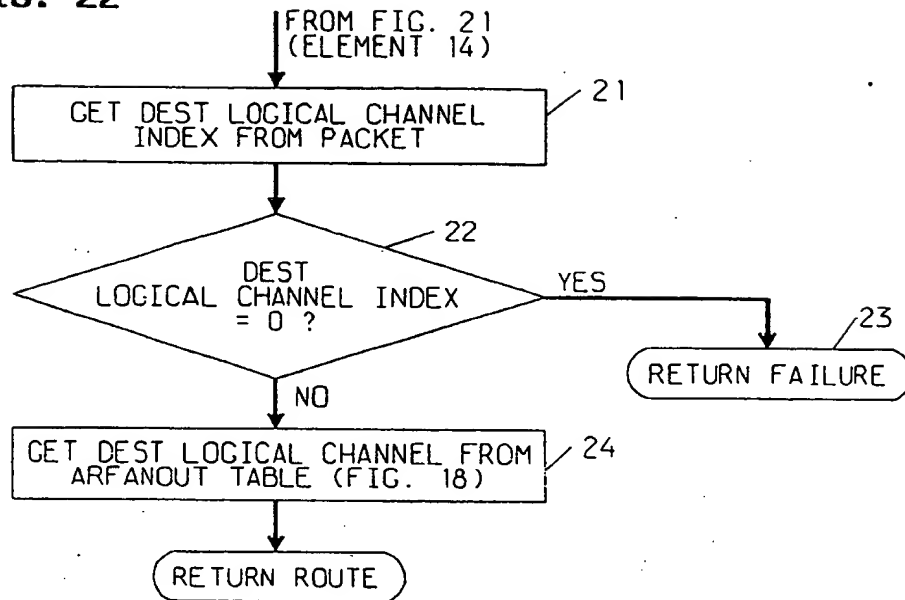 22
FROM FIG. 21
(ELEMENT 14)
GET DEST LOGICAL CHANNEL
INDEX FROM PACKET
21
22
DEST
LOGICAL CHANNEL INDEX
= 0 ?
YES
23
RETURN FAILURE
NO
GET DEST LOGICAL CHANNEL FROM
ARFANOUT TABLE (FIG. 18)
24
RETURN ROUTE